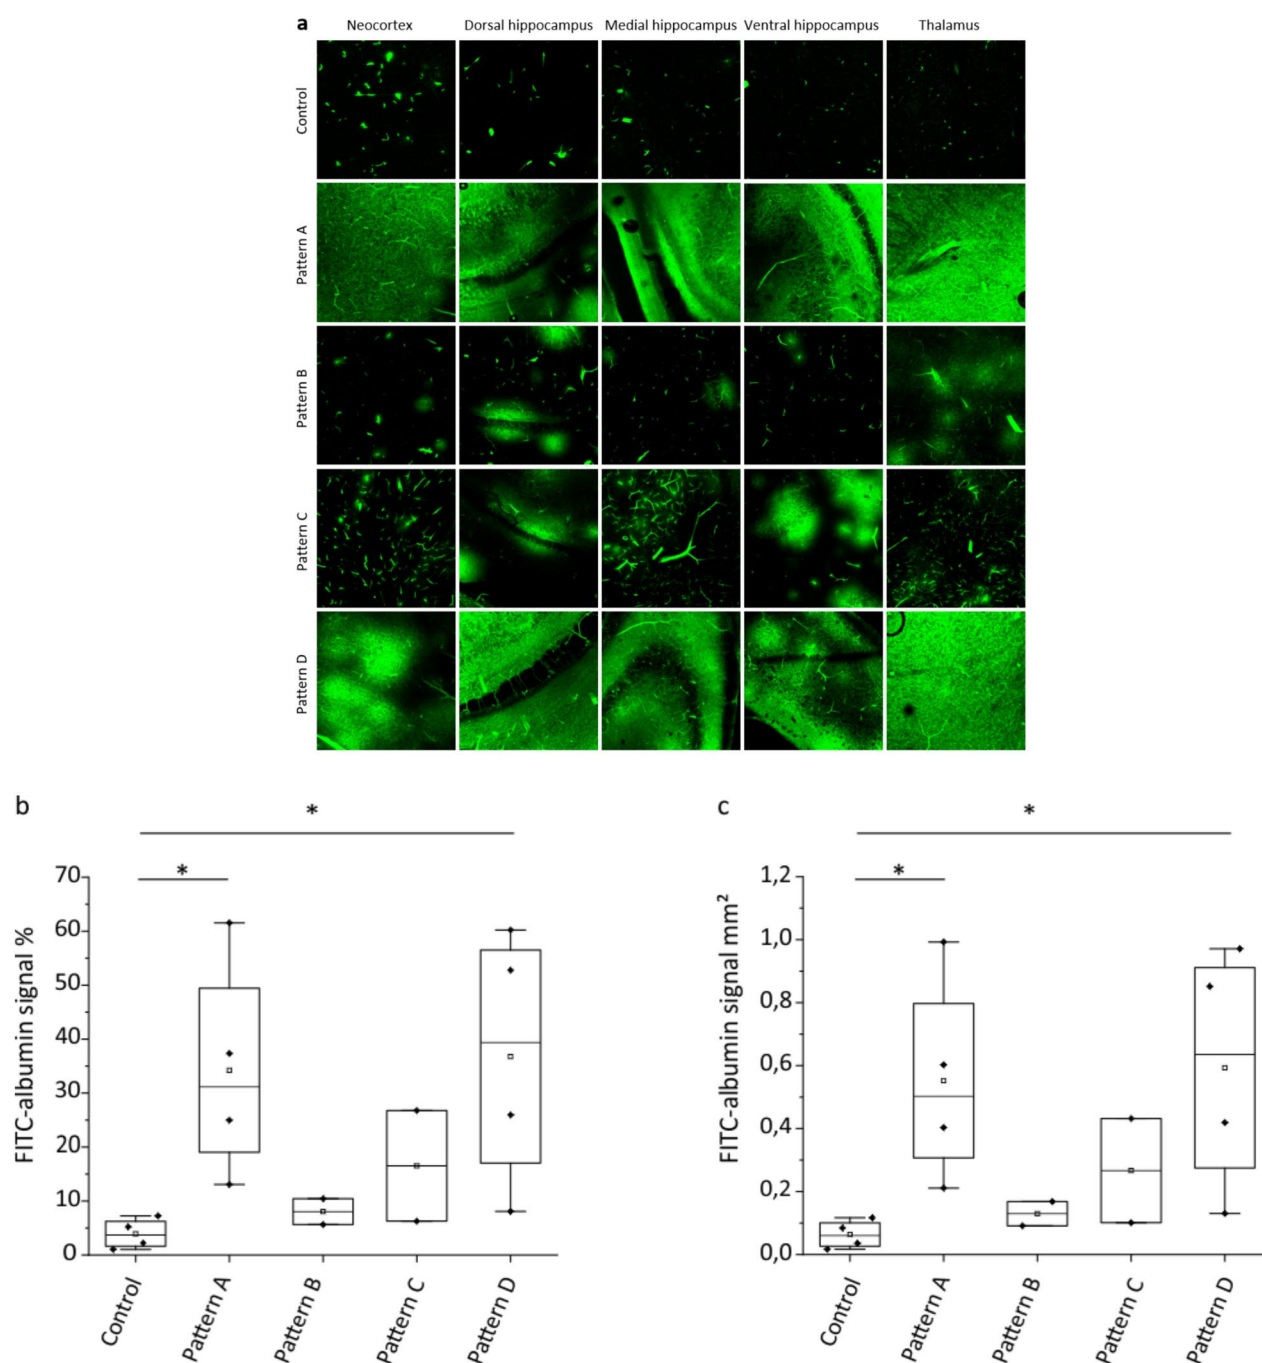 a
Neocortex Dorsal hippocampus Medial hippocampus Ventral hippocampus Thalamus
Control
Pattern A
Pattern B
Pattern C
Pattern D
b
*
*
FITC-albumin signal %
70
60
50
40
30
20
10
0
Control Pattern A Pattern B Pattern C Pattern D
c
*
*
FITC-albumin signal mm²
1,2
1,0
0,8
0,6
0,4
0,2
0,0
Control Pattern A Pattern B Pattern C Pattern D